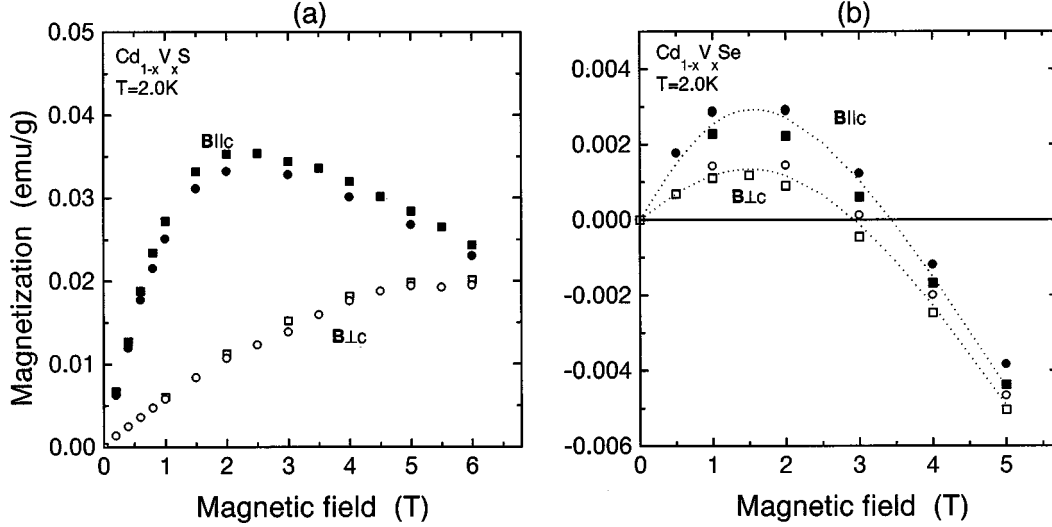 (a)
Cd1-xVxS
T=2.0K
B||c
B⊥c
0.05
0.04
0.03
0.02
0.01
0.00
Magnetization (emu/g)
0 1 2 3 4 5 6
Magnetic field (T)
(b)
Cd1-xVxSe
T=2.0K
B||c
B⊥c
0.004
0.002
0.000
-0.002
-0.004
-0.006
0 1 2 3 4 5
Magnetic field (T)